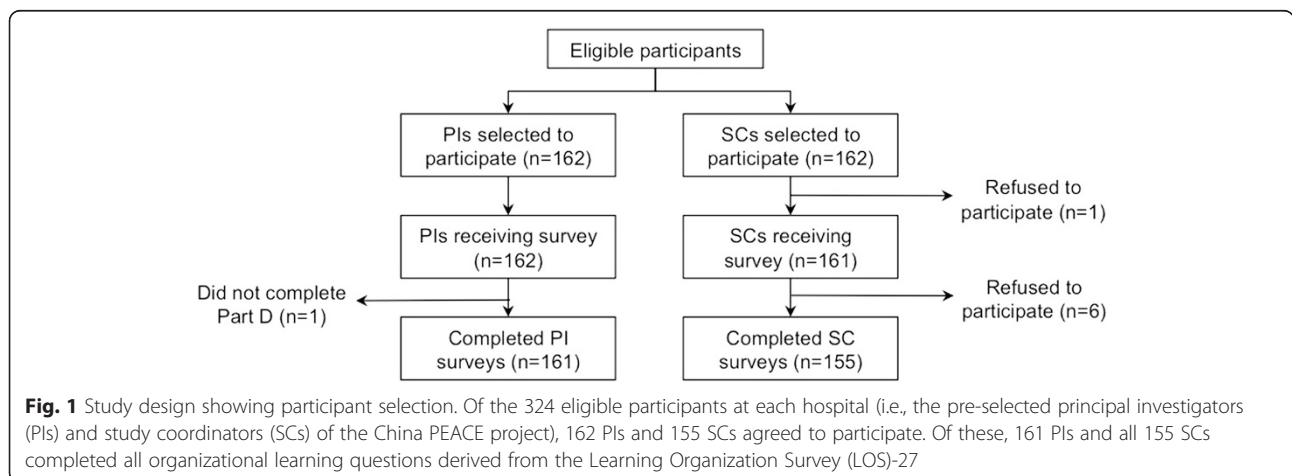 Eligible participants
PIs selected to
participate (n=162)
SCs selected to
participate (n=162)
Refused to
participate (n=1)
PIs receiving survey
(n=162)
SCs receiving
survey (n=161)
Did not complete
Part D (n=1)
Refused to
participate (n=6)
Completed PI
surveys (n=161)
Completed SC
surveys (n=155)
Fig. 1 Study design showing participant selection. Of the 324 eligible participants at each hospital (i.e., the pre-selected principal investigators
(PIs) and study coordinators (SCs) of the China PEACE project), 162 PIs and 155 SCs agreed to participate. Of these, 161 PIs and all 155 SCs
completed all organizational learning questions derived from the Learning Organization Survey (LOS)-27